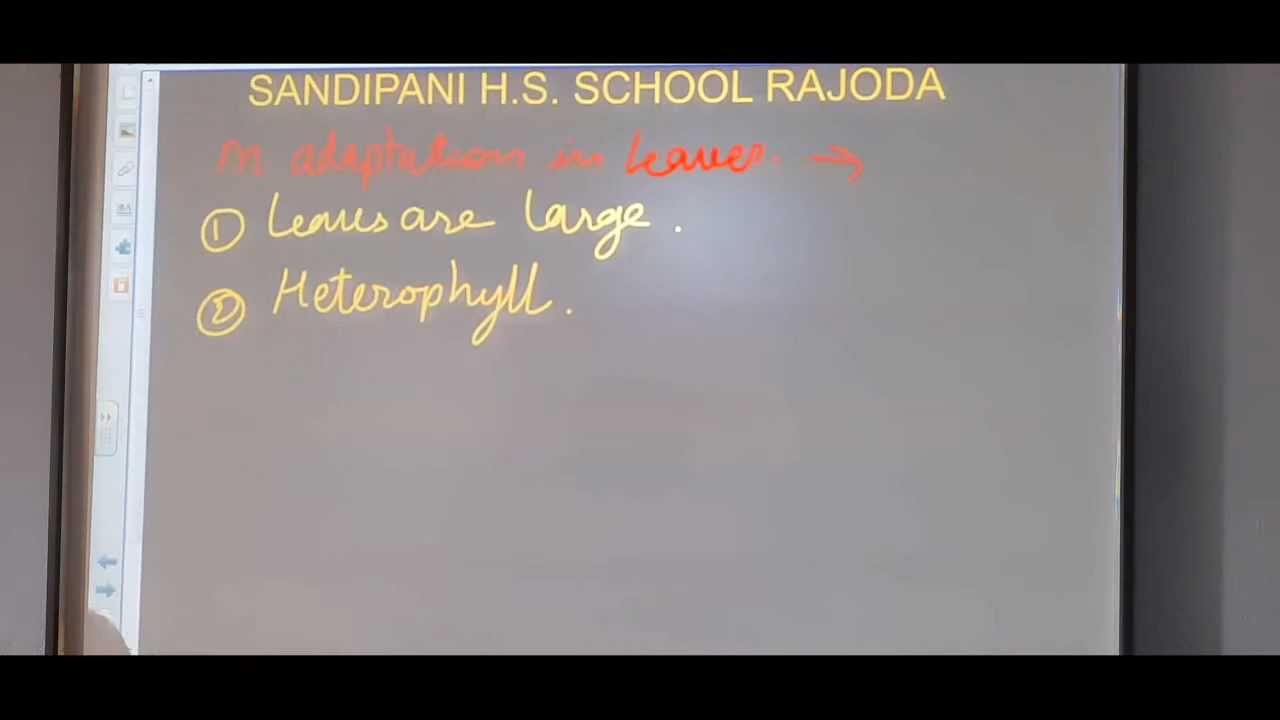 SANDIPANI H.S. SCHOOL RAJODA
M. adaptation in leaves. →
① Leaves are large.
② Heterophyll.